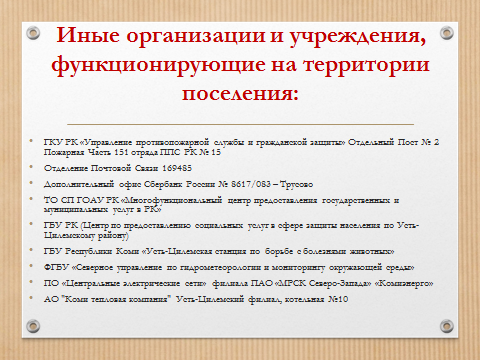 Иные организации и учреждения,
функционирующие на территории
поселения:
• ГКУ РК «Управление противопожарной службы и гражданской защиты» Отдельный Пост № 2
Пожарная Часть 151 отряда ППС РК № 15
• Отделение Почтовой Связи 169485
• Дополнительный офис Сбербанк России № 8617/083 – Трусово
• ТО СП ГОАУ РК «Многофункциональный центр предоставления государственных и
муниципальных услуг в РК»
• ГБУ РК (Центр по предоставлению социальных услуг в сфере защиты населения по Усть-
Цилемскому району)
• ГБУ Республики Коми «Усть-Цилемская станция по борьбе с болезнями животных»
• ФГБУ «Северное управление по гидрометеорологии и мониторингу окружающей среды»
• ПО «Центральные электрические сети» филиала ПАО «МРСК Северо-Запада» «Комиэнерго»
• АО "Коми тепловая компания" Усть-Цилемский филиал, котельная №10